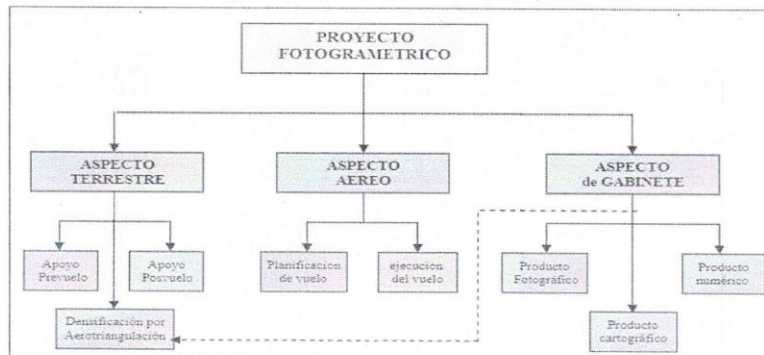 PROYECTO
FOTOGRAMETRICO
ASPECTO
TERRESTRE
ASPECTO
AEREO
ASPECTO
de GABINETE
Apoyo
Prevuelo
Apoyo
Posvuelo
Planificacion
de vuelo
ejecucion
del vuelo
Producto
Fotográfico
Producto
numérico
Densificación por
Aerotriangulación
Producto
cartográfico